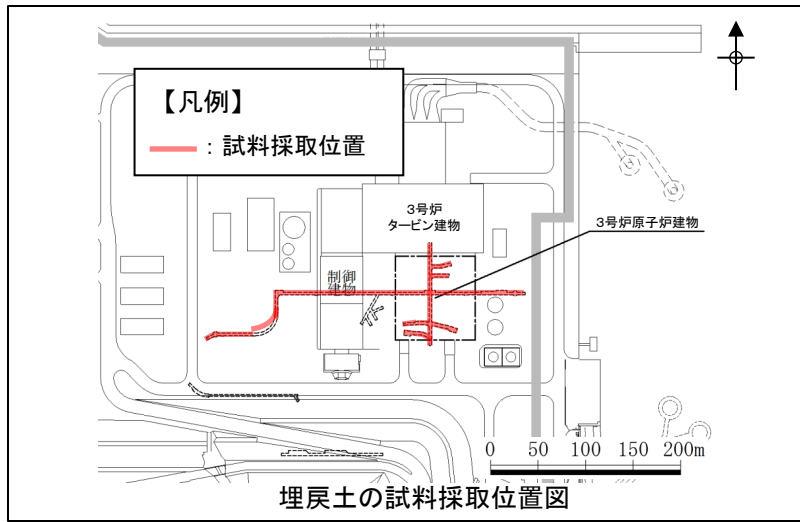 【凡例】
：試料採取位置
3号炉
タービン建物
3号炉原子炉建物
制御
建物
0 50 100 150 200m
埋戻土の試料採取位置図